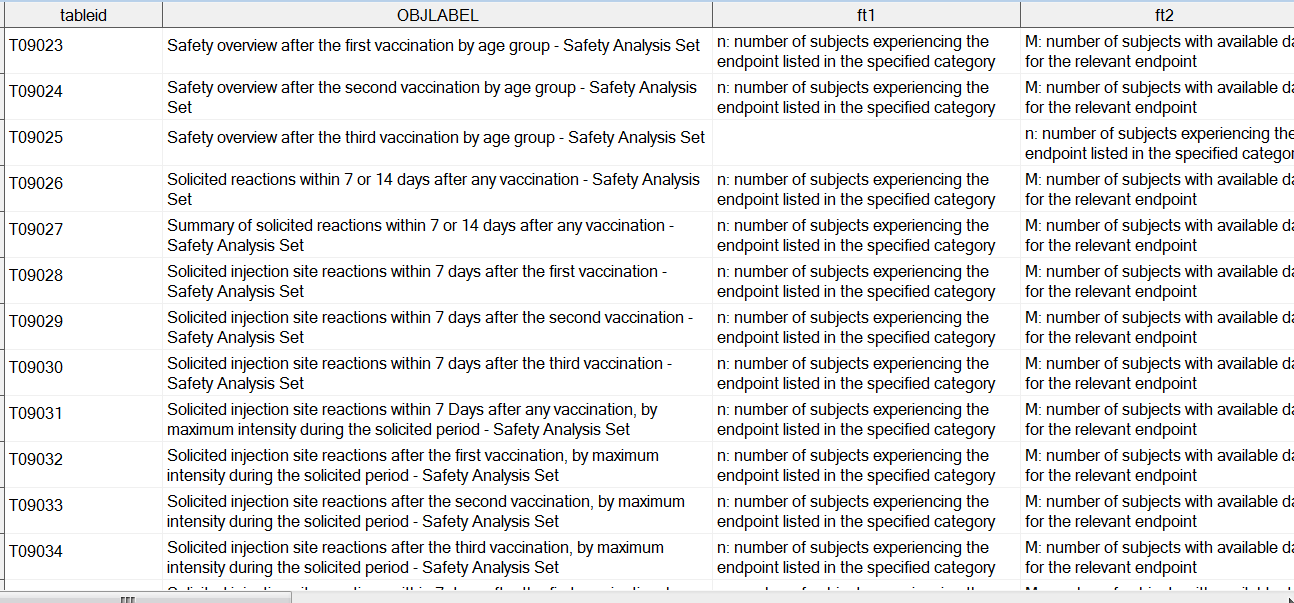 tableid OBJLABEL ft1 ft2
T09023 Safety overview after the first vaccination by age group - Safety Analysis Set n: number of subjects experiencing the M: number of subjects with available
endpoint listed in the specified category for the relevant endpoint
T09024 Safety overview after the second vaccination by age group - Safety Analysis n: number of subjects experiencing the M: number of subjects with available
Set endpoint listed in the specified category for the relevant endpoint
T09025 Safety overview after the third vaccination by age group - Safety Analysis Set n: number of subjects experiencing the
endpoint listed in the specified
T09026 Solicited reactions within 7 or 14 days after any vaccination - Safety Analysis n: number of subjects experiencing the M: number of subjects with available
Set endpoint listed in the specified category for the relevant endpoint
T09027 Summary of solicited reactions within 7 or 14 days after any vaccination - n: number of subjects experiencing the M: number of subjects with available
Safety Analysis Set endpoint listed in the specified category for the relevant endpoint
T09028 Solicited injection site reactions within 7 days after the first vaccination - n: number of subjects experiencing the M: number of subjects with available
Safety Analysis Set endpoint listed in the specified category for the relevant endpoint
T09029 Solicited injection site reactions within 7 days after the second vaccination - n: number of subjects experiencing the M: number of subjects with available
Safety Analysis Set endpoint listed in the specified category for the relevant endpoint
T09030 Solicited injection site reactions within 7 days after the third vaccination - n: number of subjects experiencing the M: number of subjects with available
Safety Analysis Set endpoint listed in the specified category for the relevant endpoint
T09031 Solicited injection site reactions within 7 Days after any vaccination, by n: number of subjects experiencing the M: number of subjects with available
maximum intensity during the solicited period - Safety Analysis Set endpoint listed in the specified category for the relevant endpoint
T09032 Solicited injection site reactions after the first vaccination, by maximum n: number of subjects experiencing the M: number of subjects with available
intensity during the solicited period - Safety Analysis Set endpoint listed in the specified category for the relevant endpoint
T09033 Solicited injection site reactions after the second vaccination, by maximum n: number of subjects experiencing the M: number of subjects with available
intensity during the solicited period - Safety Analysis Set endpoint listed in the specified category for the relevant endpoint
T09034 Solicited injection site reactions after the third vaccination, by maximum n: number of subjects experiencing the M: number of subjects with available
intensity during the solicited period - Safety Analysis Set endpoint listed in the specified category for the relevant endpoint